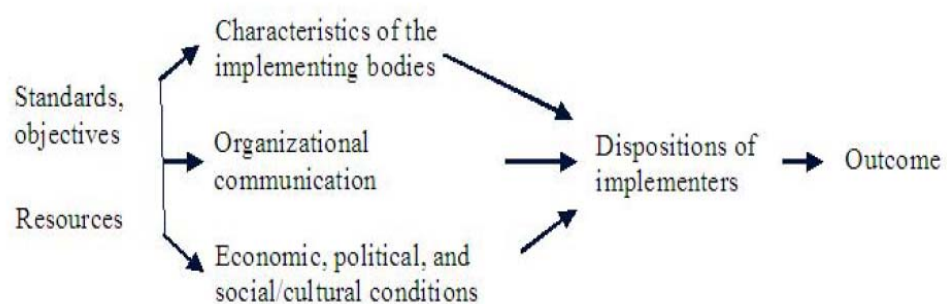 Standards,
objectives
Resources
Characteristics of the
implementing bodies
Organizational
communication
Economic, political, and
social/cultural conditions
Dispositions of
implementers
Outcome